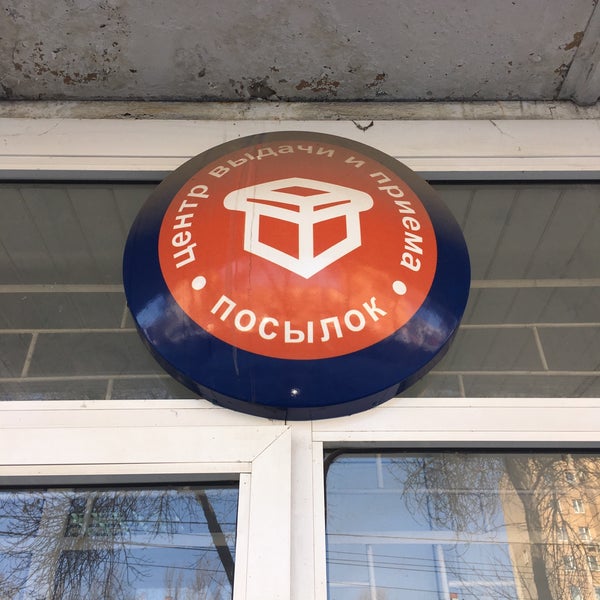 центр выдачи и приема
посылок